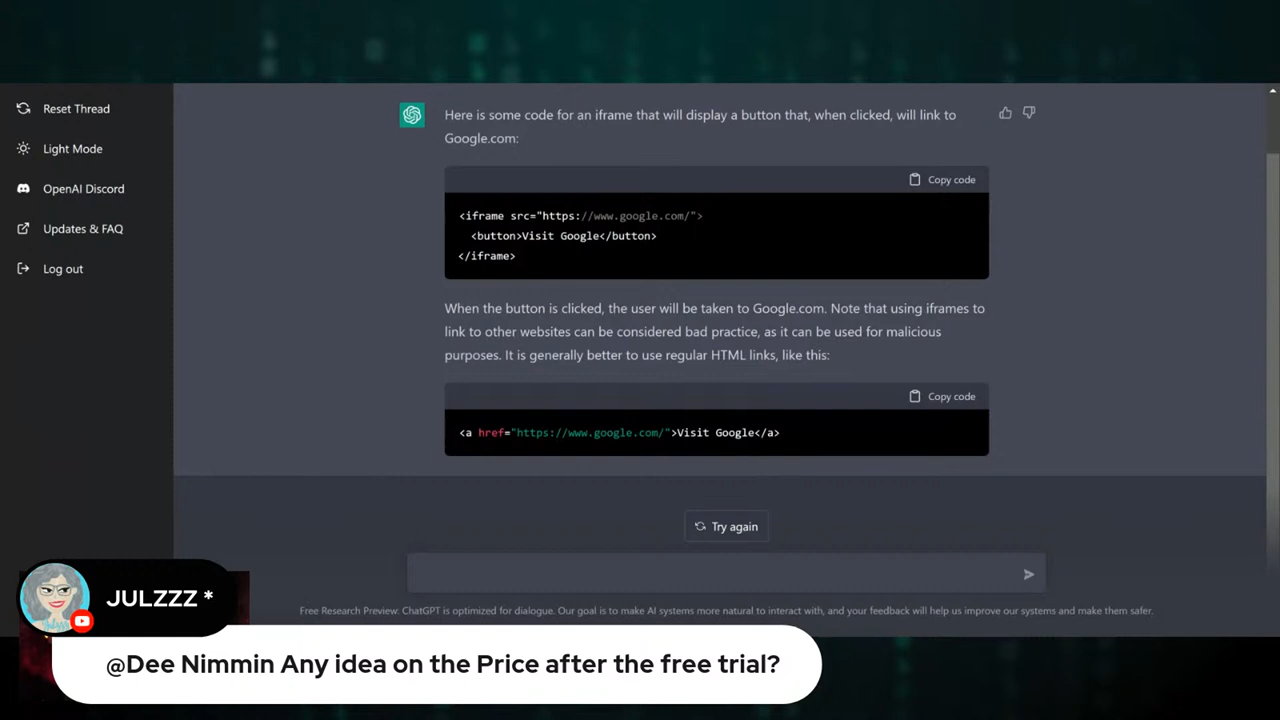 Reset Thread
Light Mode
OpenAI Discord
Updates & FAQ
Log out
Here is some code for an iframe that will display a button that, when clicked, will link to
Google.com:
Copy code
<iframe src="https://www.google.com/">
<button>Visit Google</button>
</iframe>
When the button is clicked, the user will be taken to Google.com. Note that using iframes to
link to other websites can be considered bad practice, as it can be used for malicious
purposes. It is generally better to use regular HTML links, like this:
Copy code
<a href="https://www.google.com/">Visit Google</a>
Try again
Free Research Preview: ChatGPT is optimized for dialogue. Our goal is to make AI systems more natural to interact with, and your feedback will help us improve our systems and make them safer.
JULZZZ *
@Dee Nimmin Any idea on the Price after the free trial?